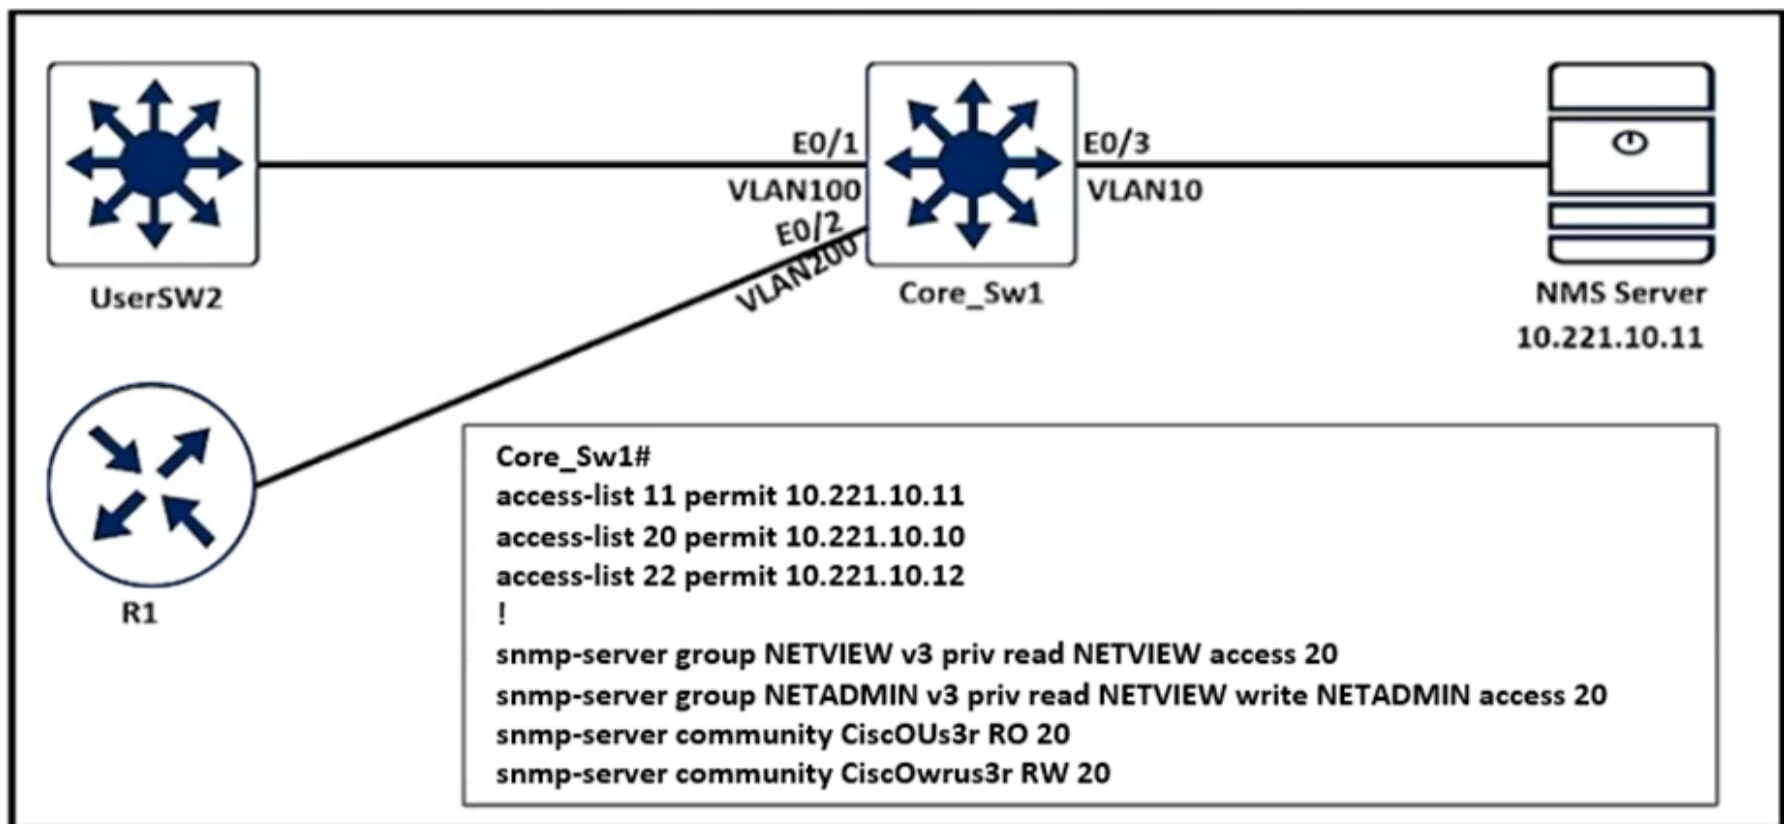 E0/1
E0/3
VLAN100
VLAN10
E0/2
VLAN200
UserSW2
Core_Sw1
NMS Server
10.221.10.11
R1
Core_Sw1#
access-list 11 permit 10.221.10.11
access-list 20 permit 10.221.10.10
access-list 22 permit 10.221.10.12
!
snmp-server group NETVIEW v3 priv read NETVIEW access 20
snmp-server group NETADMIN v3 priv read NETVIEW write NETADMIN access 20
snmp-server community CiscOUs3r RO 20
snmp-server community CiscOwrus3r RW 20